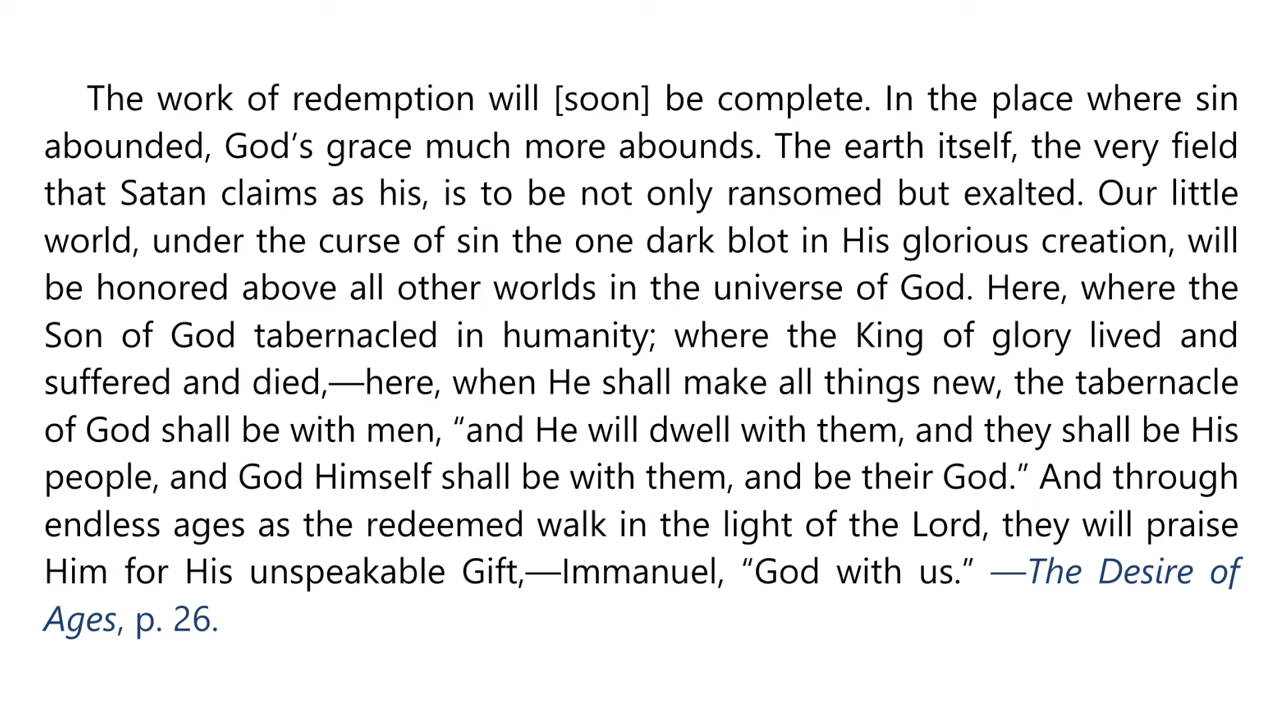 The work of redemption will [soon] be complete. In the place where sin
abounded, God’s grace much more abounds. The earth itself, the very field
that Satan claims as his, is to be not only ransomed but exalted. Our little
world, under the curse of sin the one dark blot in His glorious creation, will
be honored above all other worlds in the universe of God. Here, where the
Son of God tabernacled in humanity; where the King of glory lived and
suffered and died,—here, when He shall make all things new, the tabernacle
of God shall be with men, “and He will dwell with them, and they shall be His
people, and God Himself shall be with them, and be their God.” And through
endless ages as the redeemed walk in the light of the Lord, they will praise
Him for His unspeakable Gift,—Immanuel, “God with us.” —The Desire of
Ages, p. 26.